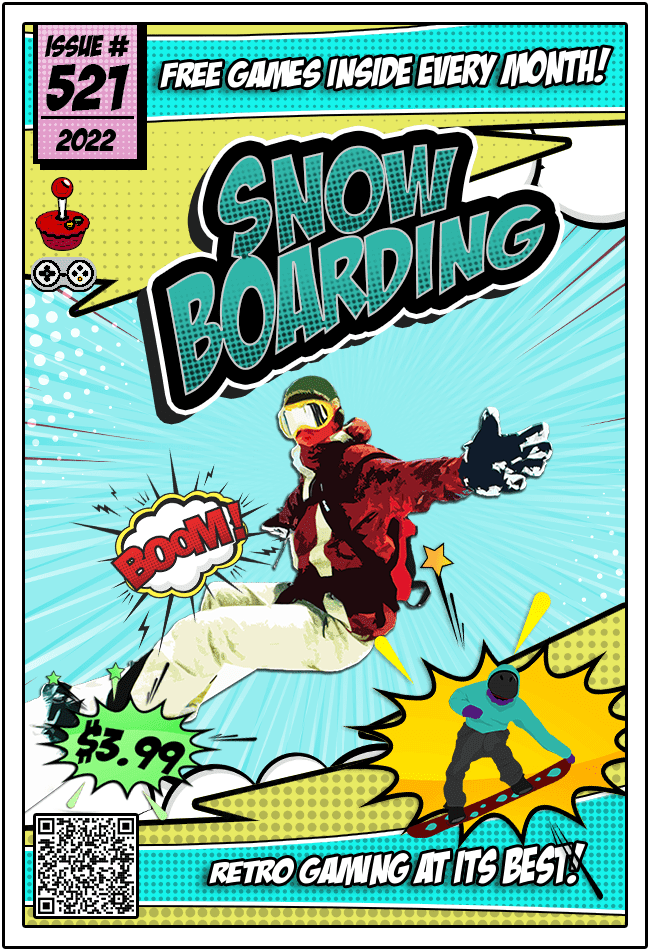 ISSUE #
521
2022
FREE GAMES INSIDE EVERY MONTH!
SNOW
BOARDING
BOOM!
$3.99
RETRO GAMING AT ITS BEST!